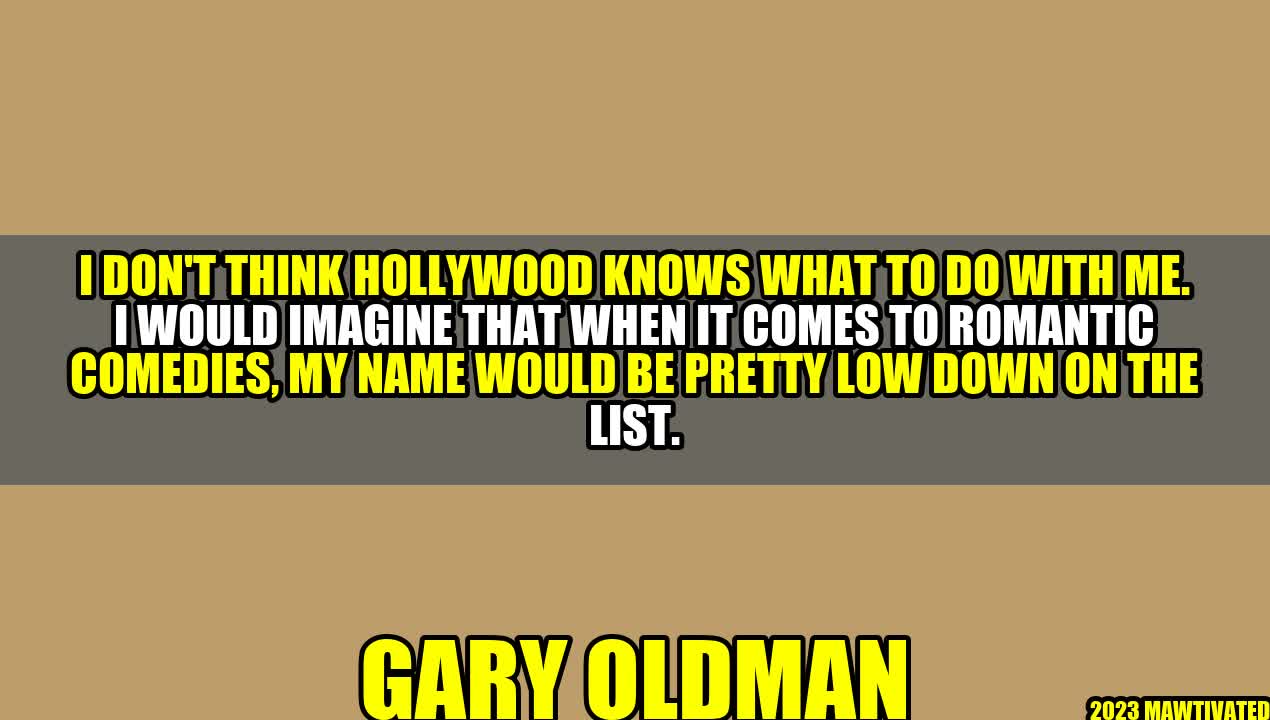 I DON'T THINK HOLLYWOOD KNOWS WHAT TO DO WITH ME.
I WOULD IMAGINE THAT WHEN IT COMES TO ROMANTIC
COMEDIES, MY NAME WOULD BE PRETTY LOW DOWN ON THE
LIST.
GARY OLDMAN
2023 MAWTIVATED